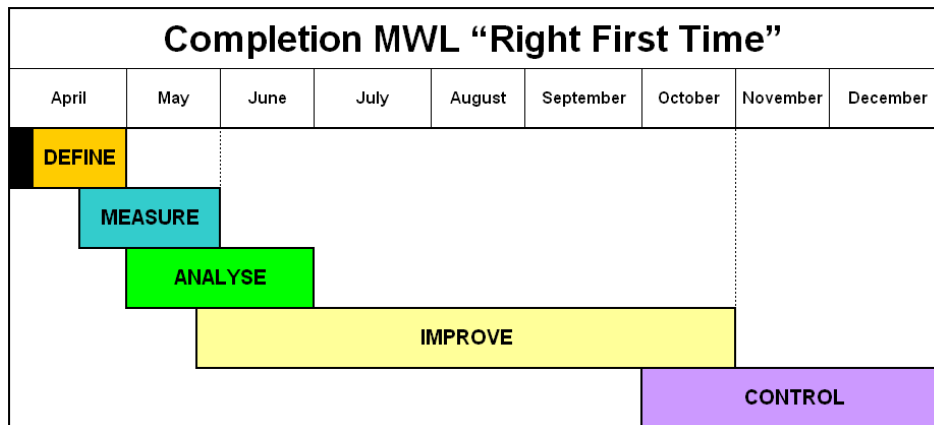 Completion MWL “Right First Time”
April May June July August September October November December
DEFINE
MEASURE
ANALYSE
IMPROVE
CONTROL